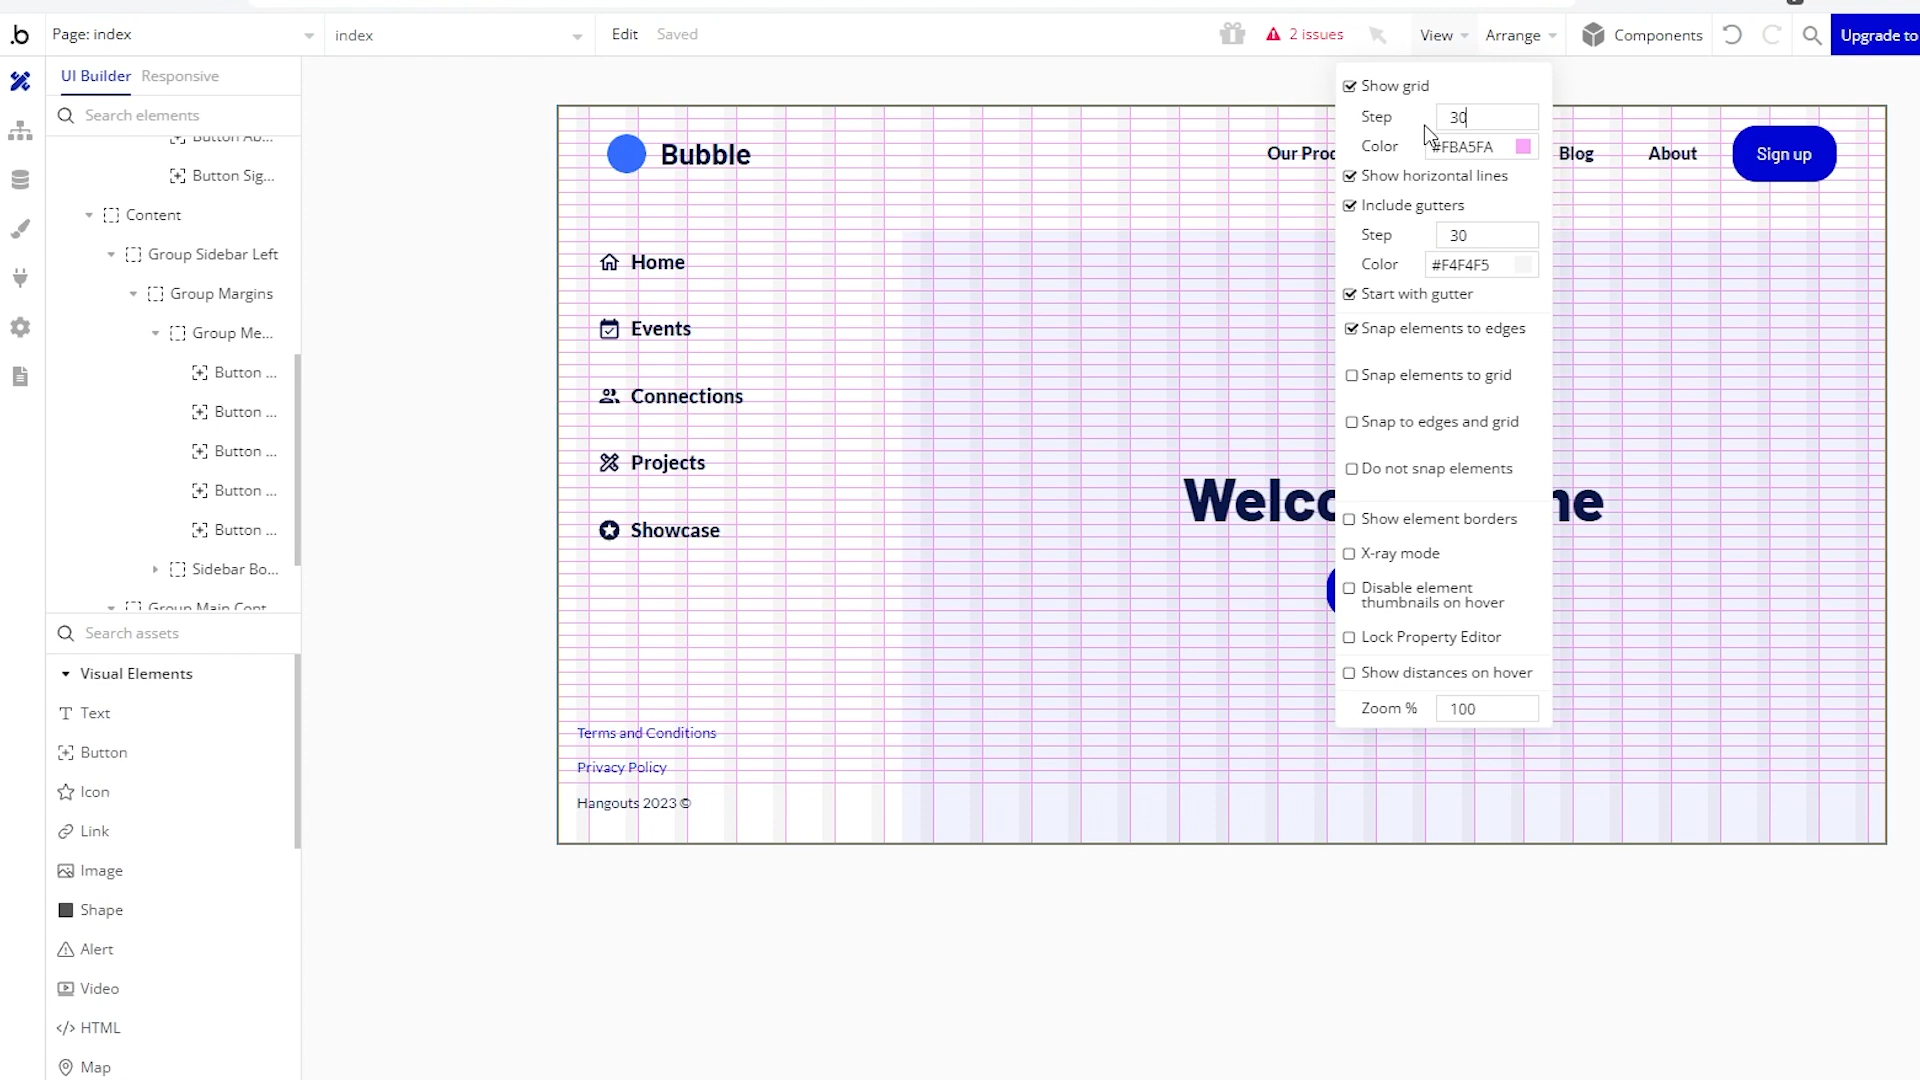 .b
Page: index
index
Edit
Saved
2 issues
View
Arrange
Components
Upgrade to
UI Builder
Responsive
Search elements
Button Ab...
Button Sig...
Content
Group Sidebar Left
Group Margins
Group Me...
Button ...
Button ...
Button ...
Button ...
Button ...
Sidebar Bo...
Group Main Cont
Search assets
Visual Elements
Text
Button
Icon
Link
Image
Shape
Alert
Video
</> HTML
Map
Bubble
Our Proc
Blog
About
Sign up
Home
Events
Connections
Projects
Showcase
Terms and Conditions
Privacy Policy
Hangouts 2023 ©
Show grid
Step 30
Color #FBA5FA
Show horizontal lines
Include gutters
Step 30
Color #F4F4F5
Start with gutter
Snap elements to edges
Snap elements to grid
Snap to edges and grid
Do not snap elements
Show element borders
X-ray mode
Disable element
thumbnails on hover
Lock Property Editor
Show distances on hover
Zoom % 100